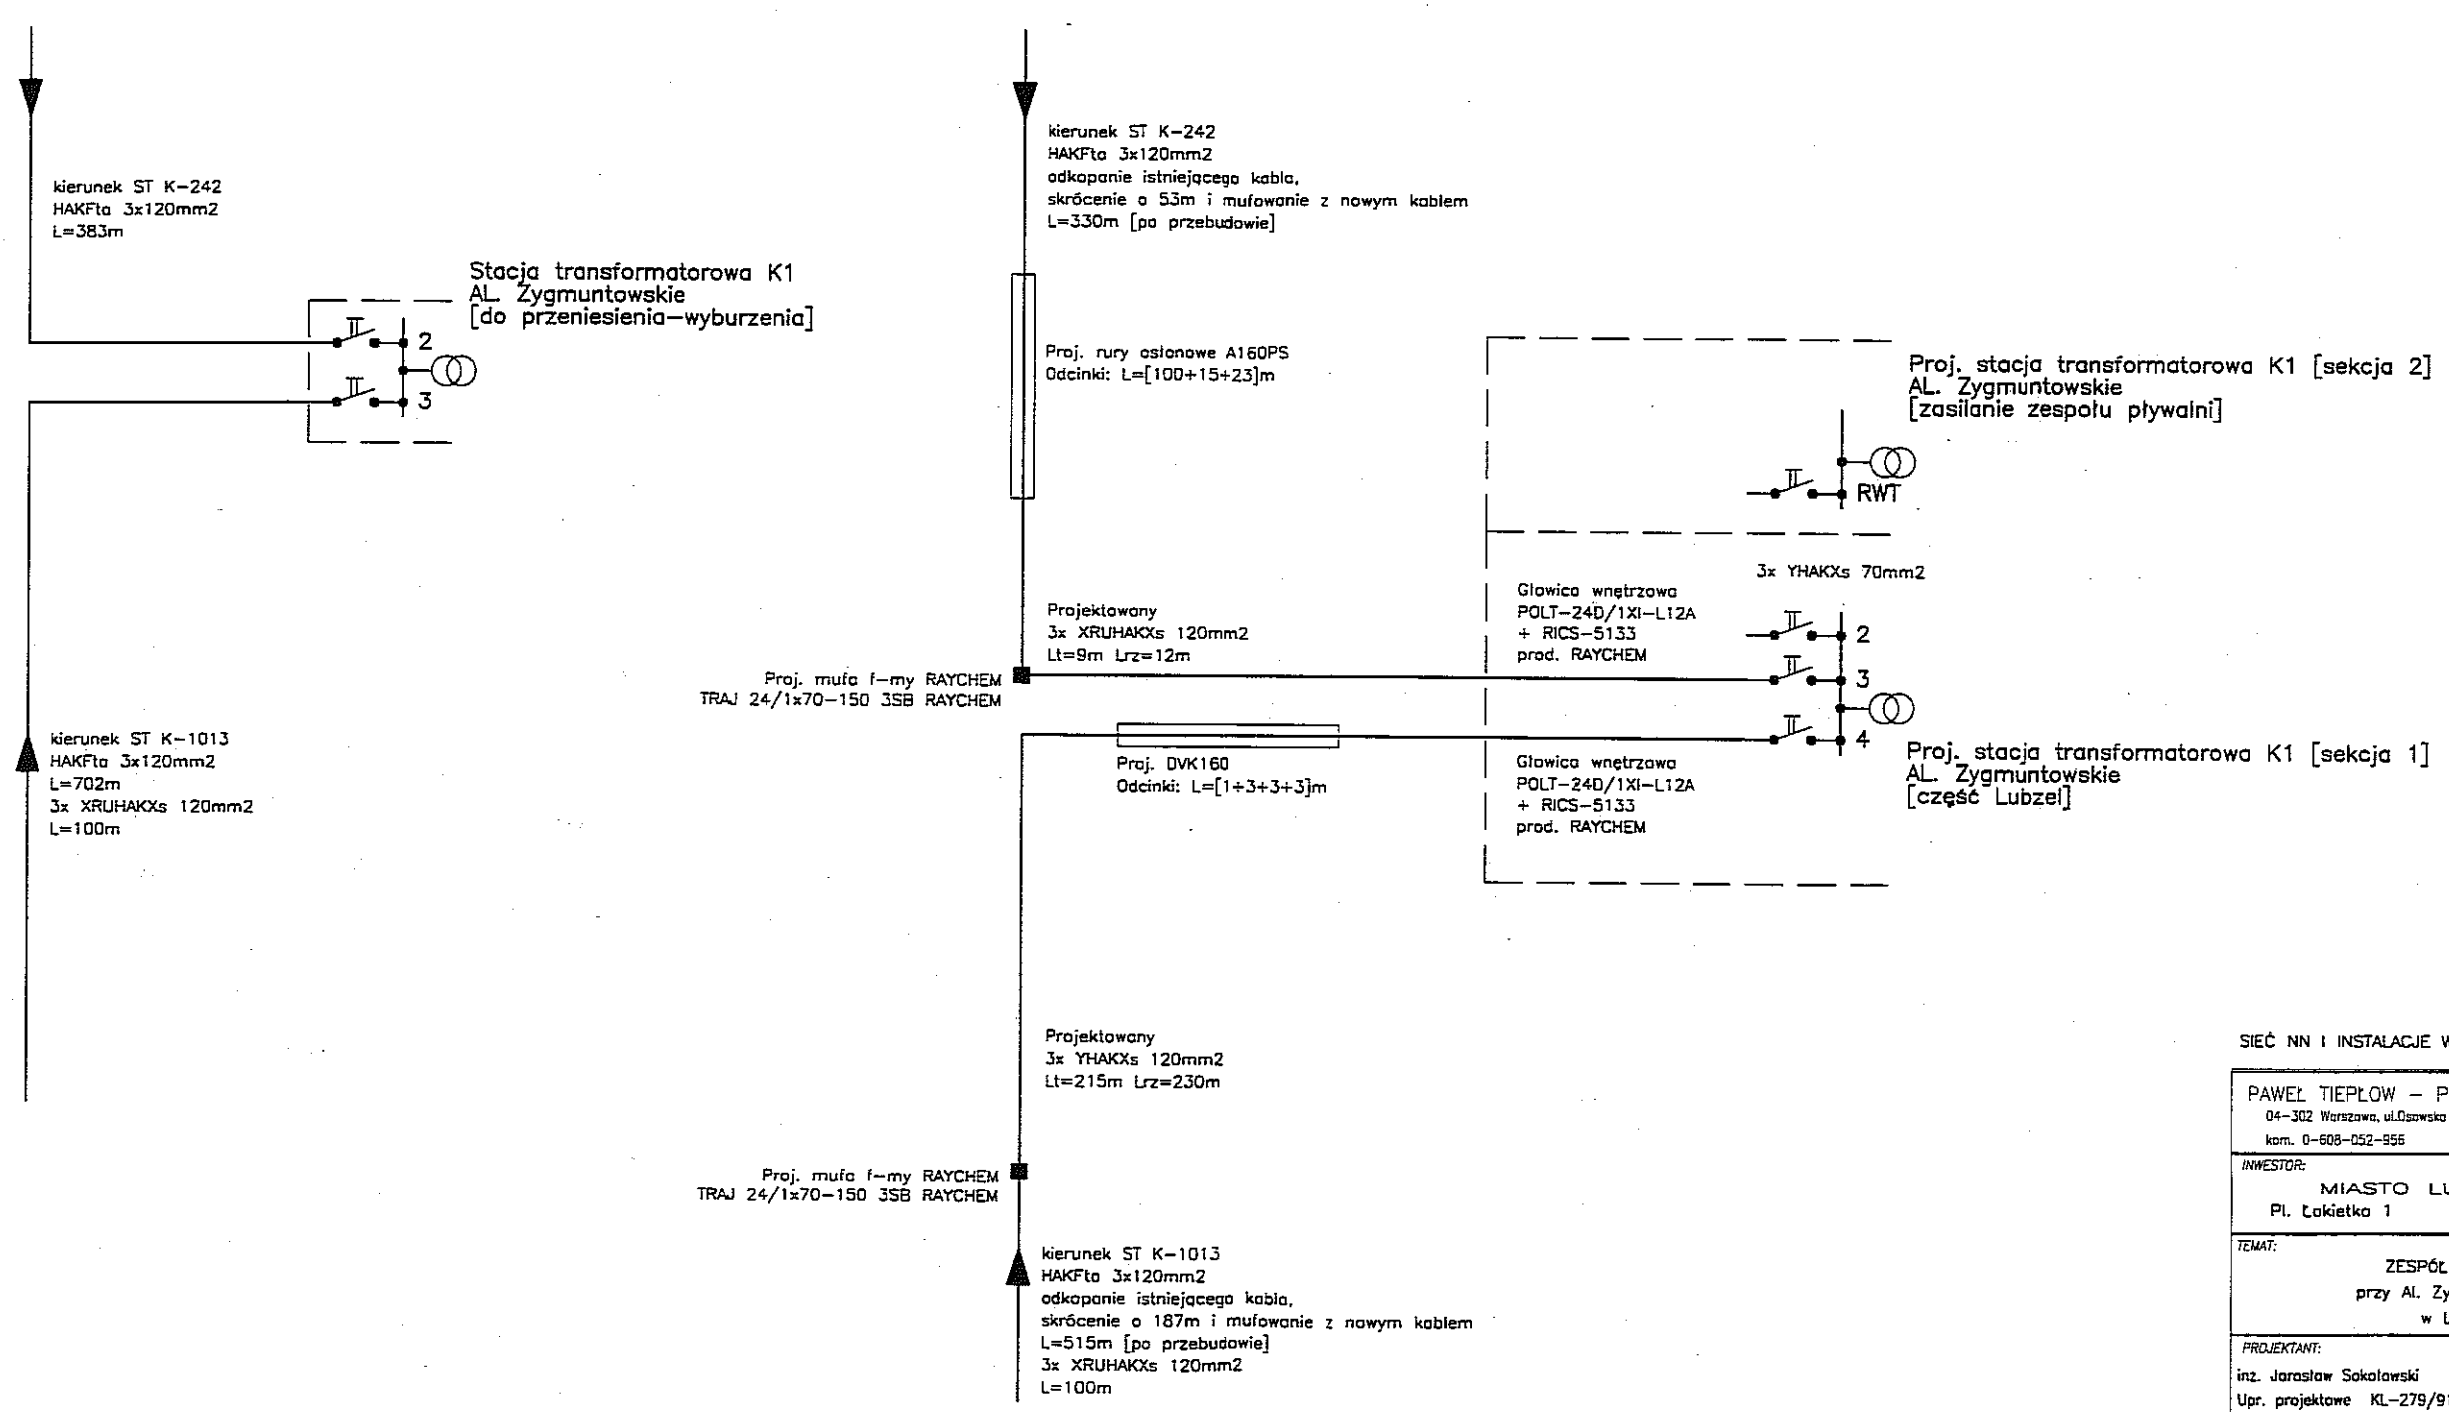 kierunek ST K-242
HAKFta 3x120mm2
L=383m
Stacja transformatorowa K1
AL. Zygmuntowskie
[do przeniesienia-wyburzenia]
2
3
kierunek ST K-1013
HAKFta 3x120mm2
L=702m
3x XRUHAKXs 120mm2
L=100m
kierunek ST K-242
HAKFta 3x120mm2
odkopanie istniejącego kabla,
skrócenie o 53m i mufowanie z nowym kablem
L=330m [po przebudowie]
Proj. rury osłonowe A160PS
Odcinki: L=[100+15+23]m
Proj. stacja transformatorowa K1 [sekcja 2]
AL. Zygmuntowskie
[zasilanie zespołu pływalni]
RWT
3x YHAKXs 70mm2
Projektowany
3x XRUHAKXs 120mm2
Lt=9m Lrz=12m
Głowica wnętrzowa
POLT-24D/1XI-L12A
+ RICS-5133
prod. RAYCHEM
2
3
4
Proj. mufa f-my RAYCHEM
TRAJ 24/1x70-150 3SB RAYCHEM
Proj. DVK160
Odcinki: L=[1+3+3+3]m
Głowica wnętrzowa
POLT-24D/1XI-L12A
+ RICS-5133
prod. RAYCHEM
Proj. stacja transformatorowa K1 [sekcja 1]
AL. Zygmuntowskie
[część Lubzel]
Projektowany
3x YHAKXs 120mm2
Lt=215m Lrz=230m
Proj. mufa f-my RAYCHEM
TRAJ 24/1x70-150 3SB RAYCHEM
kierunek ST K-1013
HAKFta 3x120mm2
odkopanie istniejącego kabla,
skrócenie o 187m i mufowanie z nowym kablem
L=515m [po przebudowie]
3x XRUHAKXs 120mm2
L=100m
SIEĆ NN I INSTALACJE W
PAWEŁ TIEPŁOW - P
04-302 Warszawa, ul.Osowska
kom. 0-608-052-956
INWESTOR:
MIASTO LU
Pl. Łokietka 1
TEMAT:
ZESPÓŁ
przy Al. Zy
w L
PROJEKTANT:
inż. Jarosław Sokołowski
Upr. projektowe KL-279/91